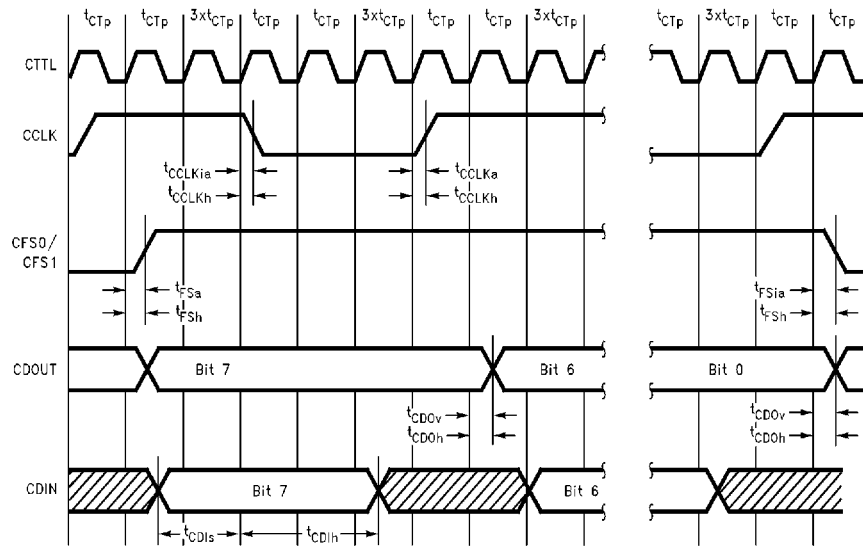 tCTp tCTp 3xtCTp tCTp tCTp 3xtCTp tCTp tCTp 3xtCTp tCTp 3xtCTp tCTp tCTp
CTTL
CCLK
tCCLKia tCCLKa
tCCLKh tCCLKh
CFS0/
CFS1
tFSa tFSia
tFSh tFSh
CDOUT Bit 7 Bit 6 Bit 0
tCDOv tCDOv
tCDOh tCDOh
CDIN Bit 7 Bit 6
tCDIs tCDIh